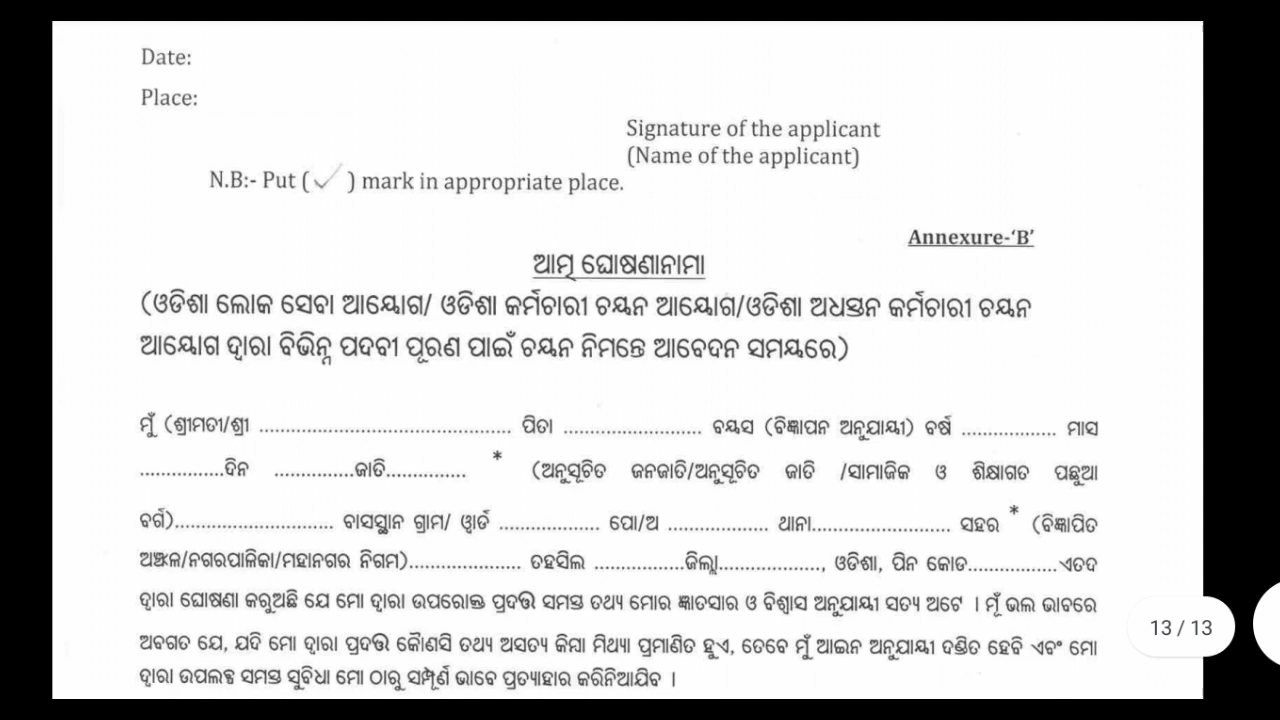 Date:
Place:
Signature of the applicant
(Name of the applicant)
N.B:- Put (✓) mark in appropriate place.
Annexure-‘B’
ଆତ୍ମ ଘୋଷଣାନାମା
(ଓଡିଶା ଲୋକ ସେବା ଆୟୋଗ/ ଓଡିଶା କର୍ମଚାରୀ ଚୟନ ଆୟୋଗ/ଓଡିଶା ଅଧସ୍ତନ କର୍ମଚାରୀ ଚୟନ
ଆୟୋଗ ଦ୍ୱାରା ବିଭିନ୍ନ ପଦବୀ ପୂରଣ ପାଇଁ ଚୟନ ନିମନ୍ତେ ଆବେଦନ ସମୟରେ)
ମୁଁ (ଶ୍ରୀମତୀ/ଶ୍ରୀ .......................................... ପିତା ....................... ବୟସ (ବିଜ୍ଞାପନ ଅନୁଯାୟୀ) ବର୍ଷ ................ ମାସ
..............ଦିନ .............ଜାତି............. * (ଅନୁସୂଚିତ ଜନଜାତି/ଅନୁସୂଚିତ ଜାତି /ସାମାଜିକ ଓ ଶିକ୍ଷାଗତ ପଛୁଆ
ବର୍ଗ).......................... ବାସସ୍ଥାନ ଗ୍ରାମ/ ୱାର୍ଡ ................. ପୋ/ଅ ................. ଥାନା....................... ସହର * (ବିଜ୍ଞାପିତ
ଅଞ୍ଚଳ/ନଗରପାଳିକା/ମହାନଗର ନିଗମ)................... ତହସିଲ ...............ଜିଲ୍ଲା................., ଓଡିଶା, ପିନ କୋଡ...............ଏତଦ
ଦ୍ୱାରା ଘୋଷଣା କରୁଅଛି ଯେ ମୋ ଦ୍ୱାରା ଉପରୋକ୍ତ ପ୍ରଦତ୍ତ ସମସ୍ତ ତଥ୍ୟ ମୋର ଜ୍ଞାତସାର ଓ ବିଶ୍ୱାସ ଅନୁଯାୟୀ ସତ୍ୟ ଅଟେ । ମୁଁ ଭଲ ଭାବରେ
ଅବଗତ ଯେ, ଯଦି ମୋ ଦ୍ୱାରା ପ୍ରଦତ୍ତ କୌଣସି ତଥ୍ୟ ଅସତ୍ୟ କିମ୍ବା ମିଥ୍ୟା ପ୍ରମାଣିତ ହୁଏ, ତେବେ ମୁଁ ଆଇନ ଅନୁଯାୟୀ ଦଣ୍ଡିତ ହେବି ଏବଂ ମୋ
ଦ୍ୱାରା ଉପଲବ୍ଧ ସମସ୍ତ ସୁବିଧା ମୋ ଠାରୁ ସମ୍ପୂର୍ଣ ଭାବେ ପ୍ରତ୍ୟାହାର କରିନିଆଯିବ ।
13 / 13